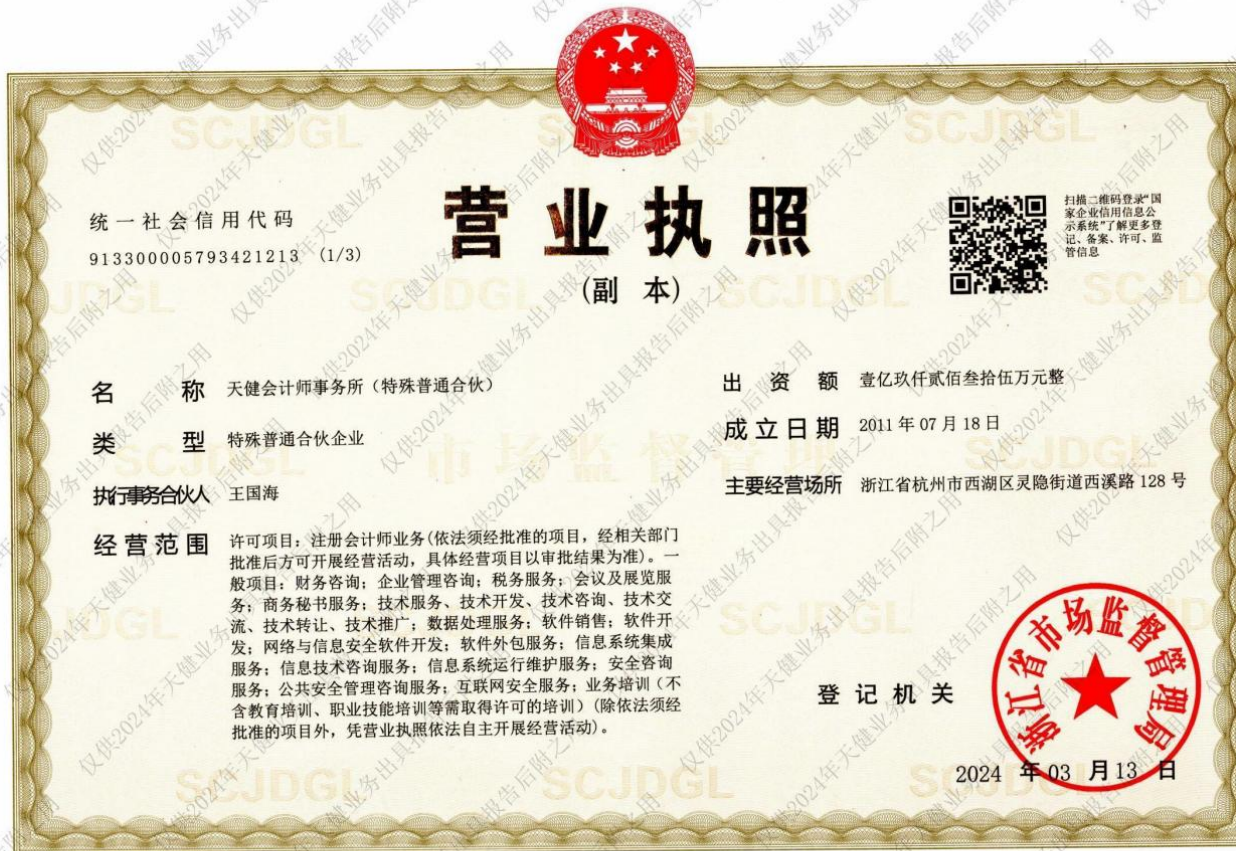 营业执照
(副 本)
统一社会信用代码
913300005793421213 (1/3)
扫描二维码登录“国
家企业信用信息公
示系统”了解更多登
记、备案、许可、监
管信息
名 称 天健会计师事务所（特殊普通合伙）
类 型 特殊普通合伙企业
执行事务合伙人 王国海
经营范围 许可项目：注册会计师业务(依法须经批准的项目，经相关部门
批准后方可开展经营活动，具体经营项目以审批结果为准)。一
般项目：财务咨询；企业管理咨询；税务服务；会议及展览服
务；商务秘书服务；技术服务、技术开发、技术咨询、技术交
流、技术转让、技术推广；数据处理服务；软件销售；软件开
发；网络与信息安全软件开发；软件外包服务；信息系统集成
服务；信息技术咨询服务；信息系统运行维护服务；安全咨询
服务；公共安全管理咨询服务；互联网安全服务；业务培训（不
含教育培训、职业技能培训等需取得许可的培训）(除依法须经
批准的项目外，凭营业执照依法自主开展经营活动)。
出 资 额 壹亿玖仟贰佰叁拾伍万元整
成立日期 2011 年 07 月 18 日
主要经营场所 浙江省杭州市西湖区灵隐街道西溪路 128 号
登记机关
浙江省市场监督管理局
2024 年 03 月 13 日
SCJDGL
市场监督管理
仅供2024年天健业务出具报告后附之用